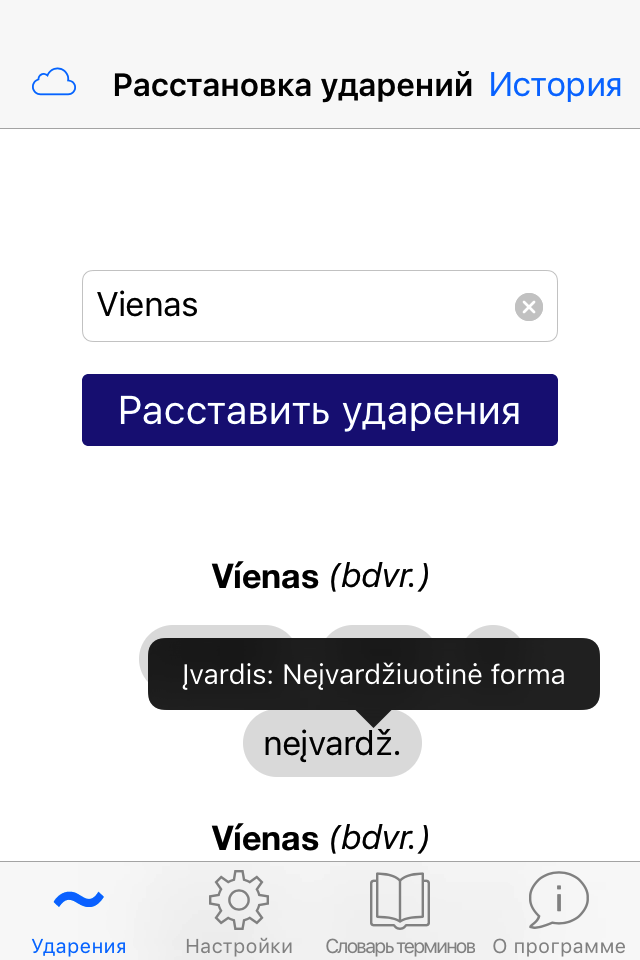 Расстановка ударений История
Vienas
Расставить ударения
Víenas (bdvr.)
Įvardis: Neįvardžiuotinė forma
neįvardž.
Víenas (bdvr.)
Ударения Настройки Словарь терминов О программе